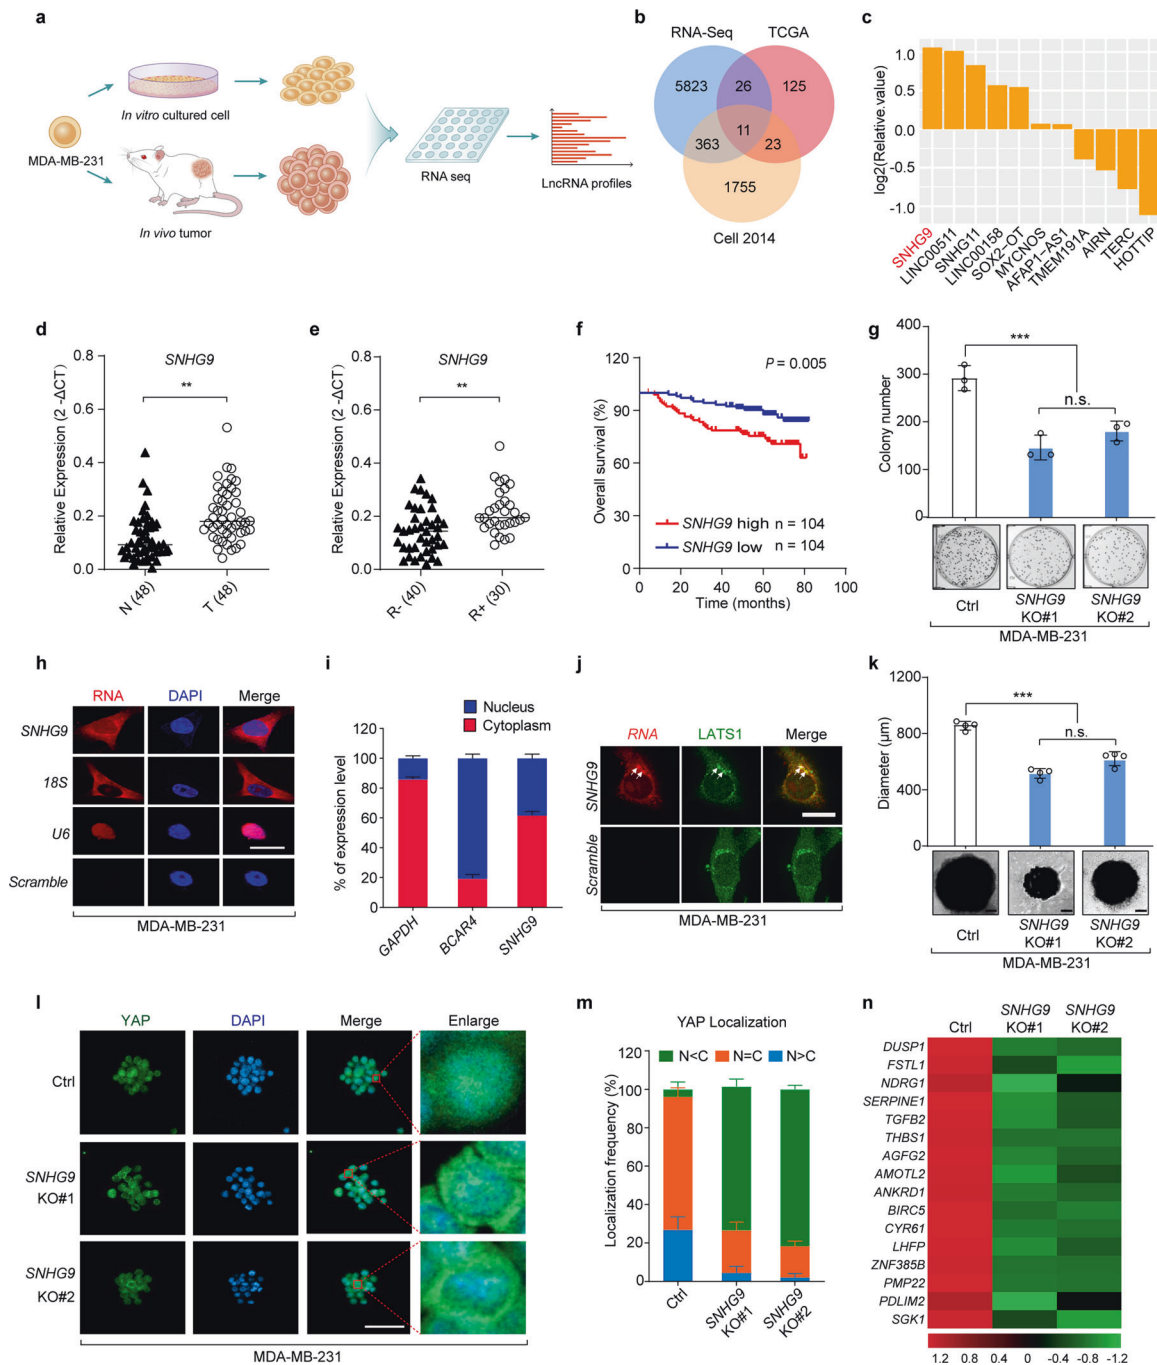 a
In vitro cultured cell
MDA-MB-231
In vivo tumor
RNA seq
LncRNA profiles
b
RNA-Seq
TCGA
5823
26
125
11
363
23
1755
Cell 2014
c
log2(Relative.value)
1.0
0.5
0.0
-0.5
-1.0
SNHG9
LINC00511
SNHG11
LINC00158
SOX2-OT
MYCNOS
AFAP1-AS1
TMEM191A
AIRN
TERC
HOTTIP
d
SNHG9
**
Relative Expression (2 -ΔCT)
0.8
0.6
0.4
0.2
0.0
N (48)
T (48)
e
SNHG9
**
Relative Expression (2 -ΔCT)
0.8
0.6
0.4
0.2
0.0
R- (40)
R+ (30)
f
P = 0.005
Overall survival (%)
120
90
60
30
0
SNHG9 high n = 104
SNHG9 low n = 104
0 20 40 60 80 100
Time (months)
g
Colony number
400
300
200
100
0
***
n.s.
Ctrl
SNHG9 KO#1
SNHG9 KO#2
MDA-MB-231
h
RNA DAPI Merge
SNHG9
18S
U6
Scramble
MDA-MB-231
i
Nucleus
Cytoplasm
% of expression level
120
100
80
60
40
20
0
GAPDH
BCAR4
SNHG9
j
RNA LATS1 Merge
SNHG9
Scramble
MDA-MB-231
k
Diameter (μm)
1200
800
400
0
***
n.s.
Ctrl
SNHG9 KO#1
SNHG9 KO#2
MDA-MB-231
l
YAP DAPI Merge Enlarge
Ctrl
SNHG9
KO#1
SNHG9
KO#2
MDA-MB-231
m
YAP Localization
N<C N=C N>C
Localization frequency (%)
120
100
80
60
40
20
0
Ctrl
SNHG9
KO#1
SNHG9
KO#2
n
Ctrl
SNHG9 KO#1
SNHG9 KO#2
DUSP1
FSTL1
NDRG1
SERPINE1
TGFB2
THBS1
AGFG2
AMOTL2
ANKRD1
BIRC5
CYR61
LHFP
ZNF385B
PMP22
PDLIM2
SGK1
1.2 0.8 0.4 0 -0.4 -0.8 -1.2